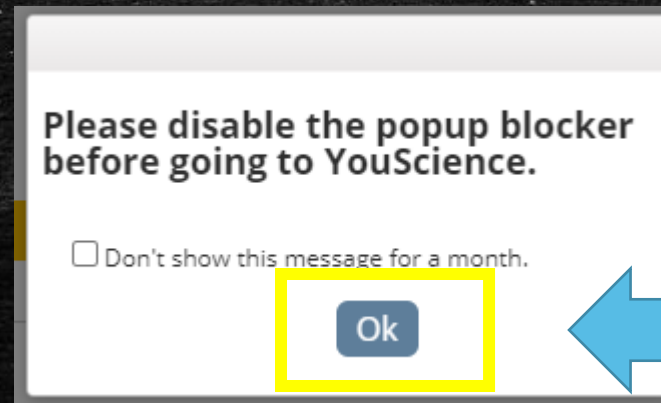 Please disable the popup blocker
before going to YouScience.
Don't show this message for a month.
Ok